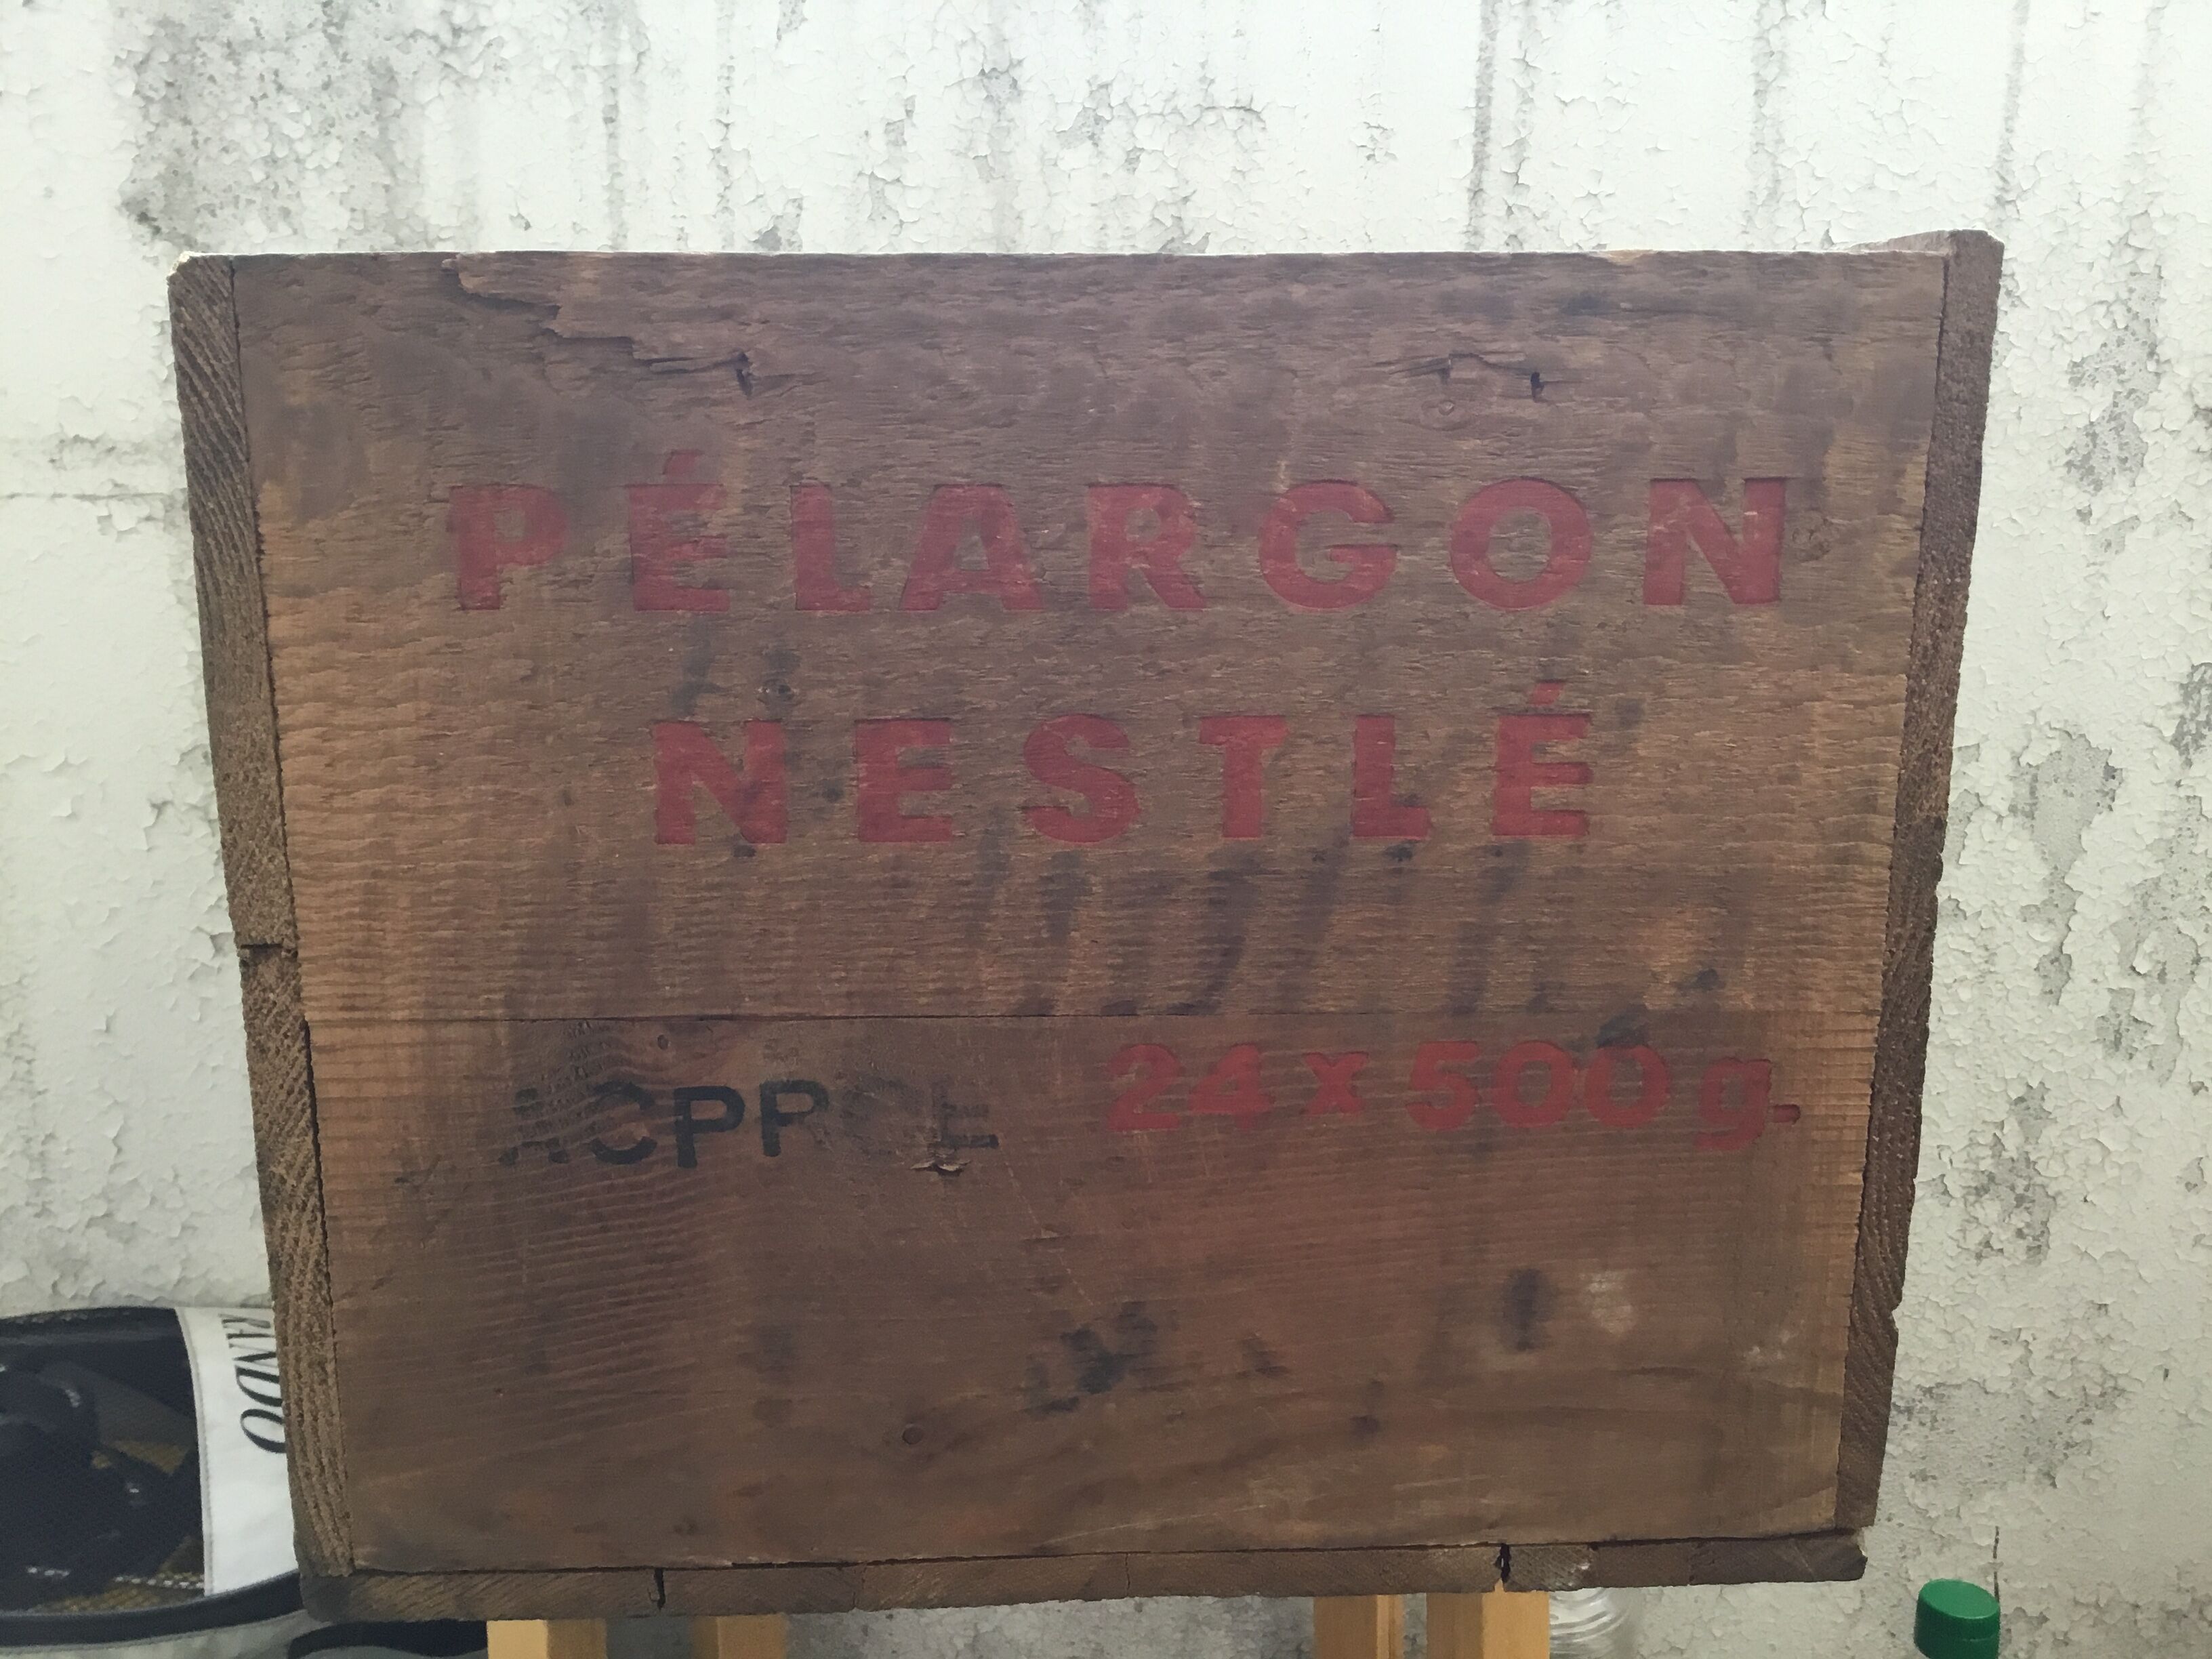 PÉLARGON
NESTLÉ
24 x 500 g.